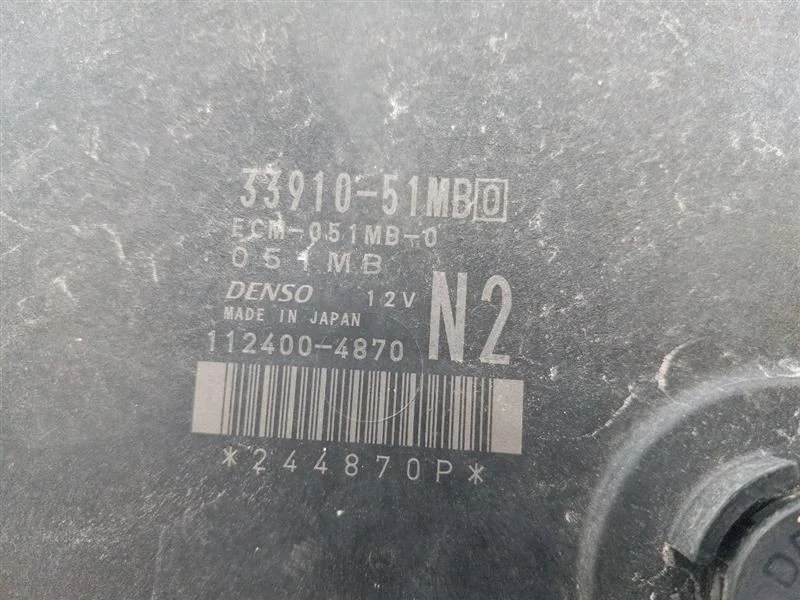 33910-51MB0
ECM-051MB-0
051MB
DENSO 12V N2
MADE IN JAPAN
112400-4870
*244870P*